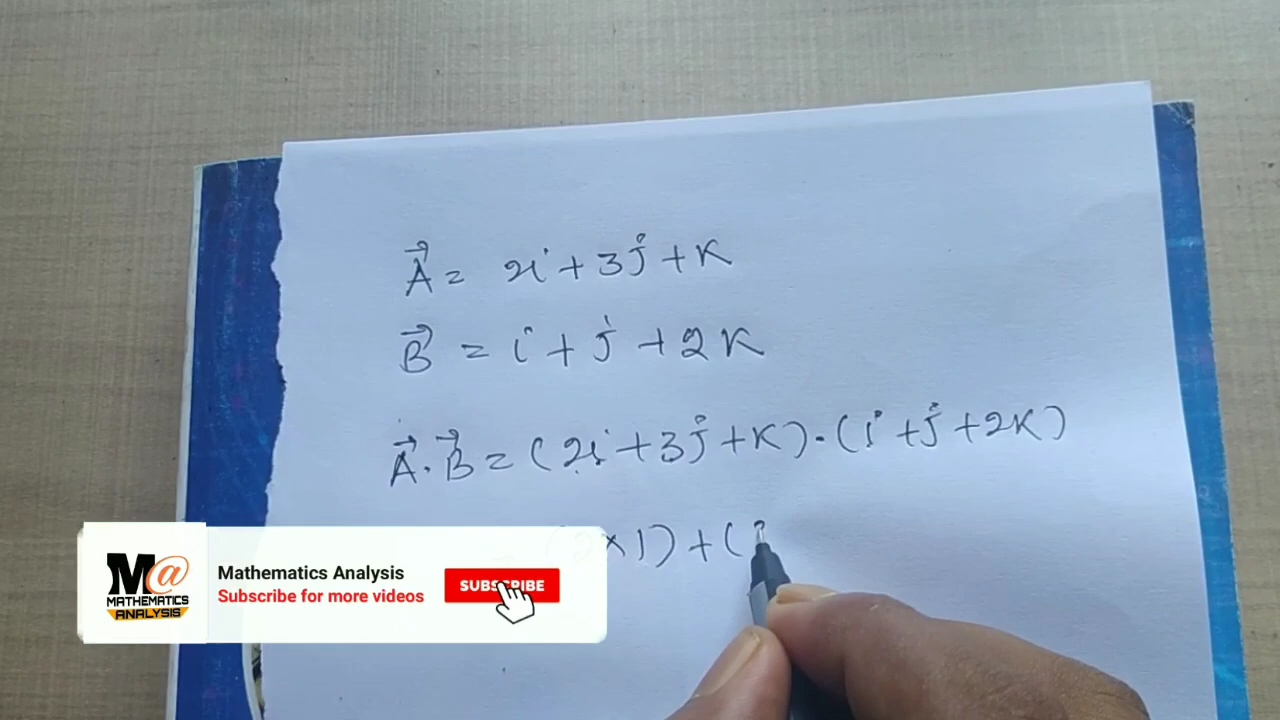 A⃗ = 2i + 3j + K
B⃗ = i + j + 2K
A⃗ . B⃗ = (2i + 3j + K) . (i + j + 2K)
×1) + (
M@
MATHEMATICS
ANALYSIS
Mathematics Analysis
Subscribe for more videos
SUBSCRIBE